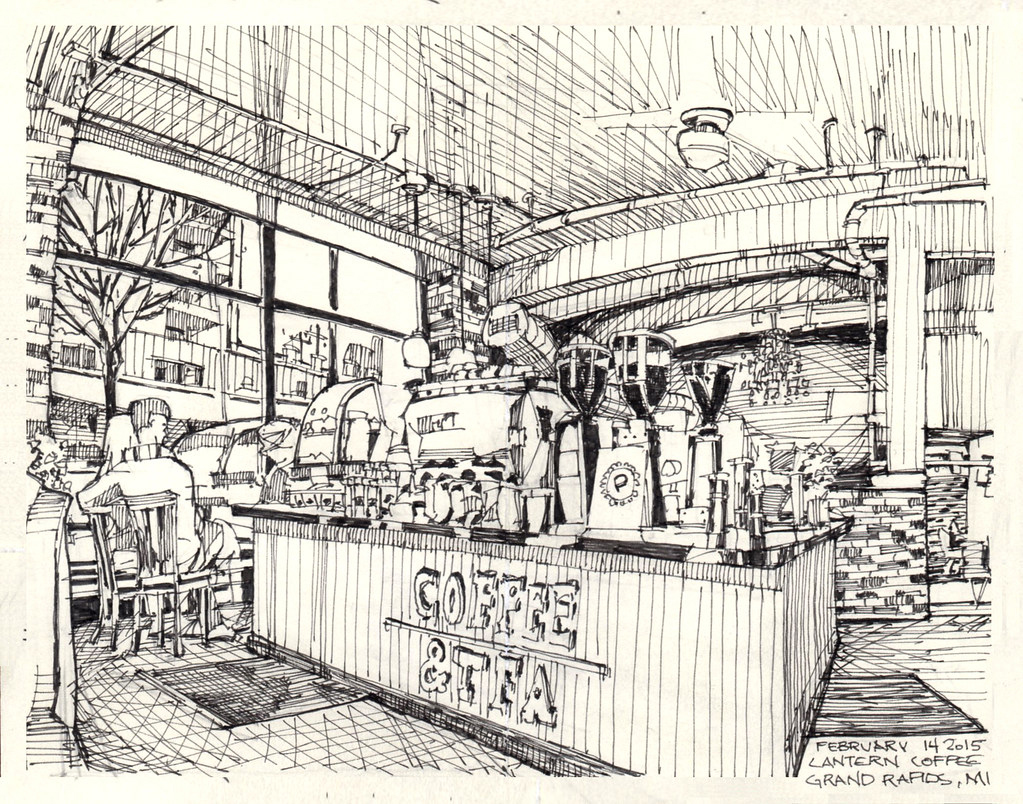 P
COFFEE
& TEA
FEBRUARY 14 2015
LANTERN COFFEE
GRAND RAPIDS, MI